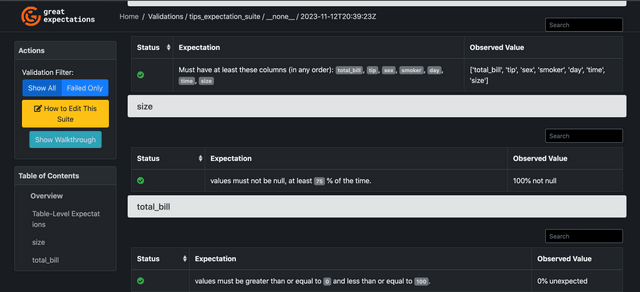 great
expectations
Home / Validations / tips_expectation_suite / __none__ / 2023-11-12T20:39:23Z
Search
Actions
Validation Filter:
Show All Failed Only
How to Edit This
Suite
Show Walkthrough
Table of Contents
Overview
Table-Level Expectat
ions
size
total_bill
Status Expectation Observed Value
Must have at least these columns (in any order): total_bill, tip, sex, smoker, day,
time, size
['total_bill', 'tip', 'sex', 'smoker', 'day', 'time',
'size']
size
Search
Status Expectation Observed Value
values must not be null, at least 75 % of the time. 100% not null
total_bill
Search
Status Expectation Observed Value
values must be greater than or equal to 0 and less than or equal to 100. 0% unexpected